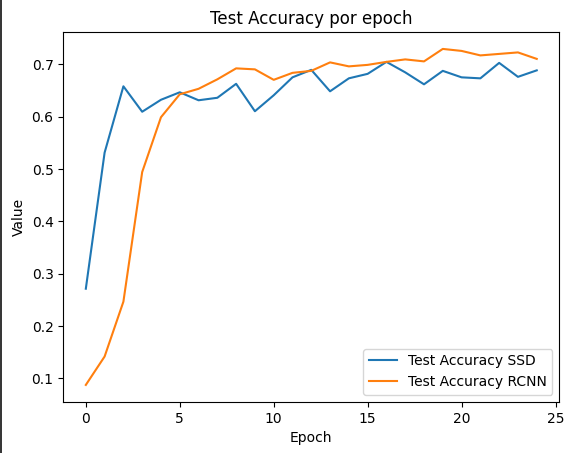 Test Accuracy por epoch
Value
0.7
0.6
0.5
0.4
0.3
0.2
0.1
Test Accuracy SSD
Test Accuracy RCNN
0 5 10 15 20 25
Epoch